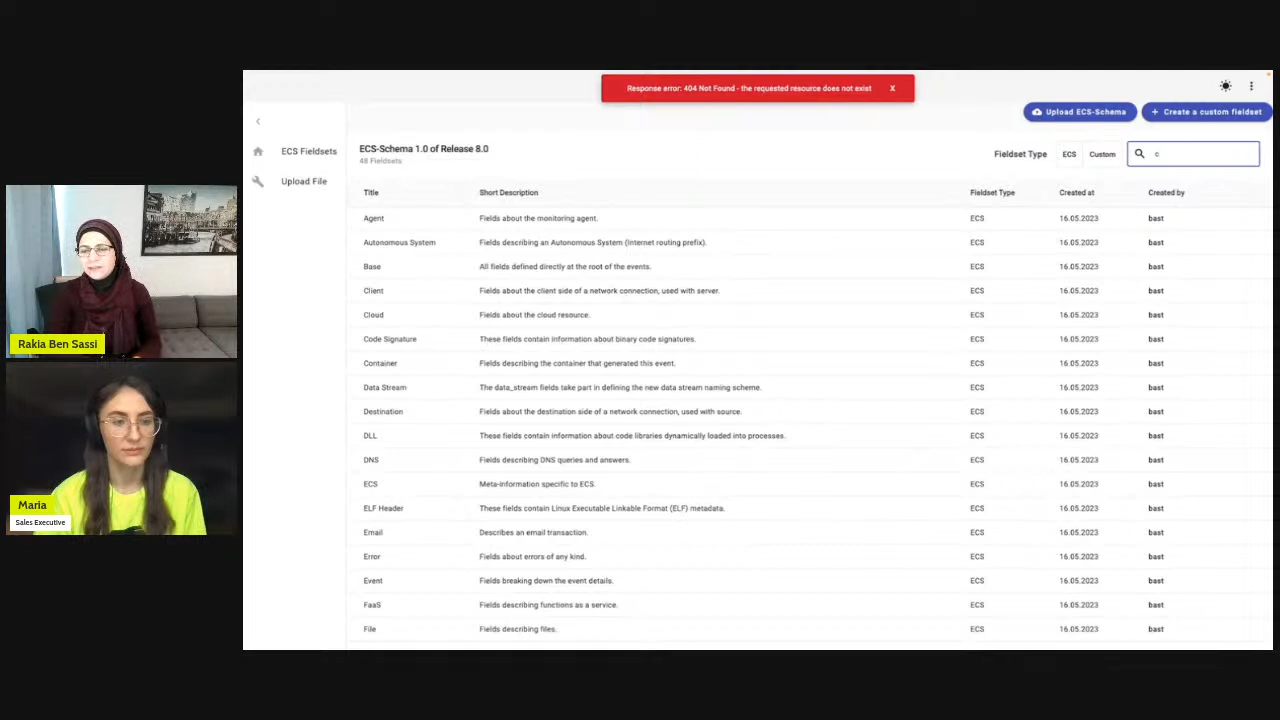 Response error: 404 Not Found - the requested resource does not exist X
Upload ECS-Schema
+ Create a custom fieldset
ECS Fieldsets
Upload File
ECS-Schema 1.0 of Release 8.0
48 Fieldsets
Fieldset Type ECS Custom c
Title Short Description Fieldset Type Created at Created by
Agent Fields about the monitoring agent. ECS 16.05.2023 bast
Autonomous System Fields describing an Autonomous System (Internet routing prefix). ECS 16.05.2023 bast
Base All fields defined directly at the root of the events. ECS 16.05.2023 bast
Client Fields about the client side of a network connection, used with server. ECS 16.05.2023 bast
Cloud Fields about the cloud resource. ECS 16.05.2023 bast
Code Signature These fields contain information about binary code signatures. ECS 16.05.2023 bast
Container Fields describing the container that generated this event. ECS 16.05.2023 bast
Data Stream The data_stream fields take part in defining the new data stream naming scheme. ECS 16.05.2023 bast
Destination Fields about the destination side of a network connection, used with source. ECS 16.05.2023 bast
DLL These fields contain information about code libraries dynamically loaded into processes. ECS 16.05.2023 bast
DNS Fields describing DNS queries and answers. ECS 16.05.2023 bast
ECS Meta-information specific to ECS. ECS 16.05.2023 bast
ELF Header These fields contain Linux Executable Linkable Format (ELF) metadata. ECS 16.05.2023 bast
Email Describes an email transaction. ECS 16.05.2023 bast
Error Fields about errors of any kind. ECS 16.05.2023 bast
Event Fields breaking down the event details. ECS 16.05.2023 bast
FaaS Fields describing functions as a service. ECS 16.05.2023 bast
File Fields describing files. ECS 16.05.2023 bast
Rakia Ben Sassi
Maria
Sales Executive